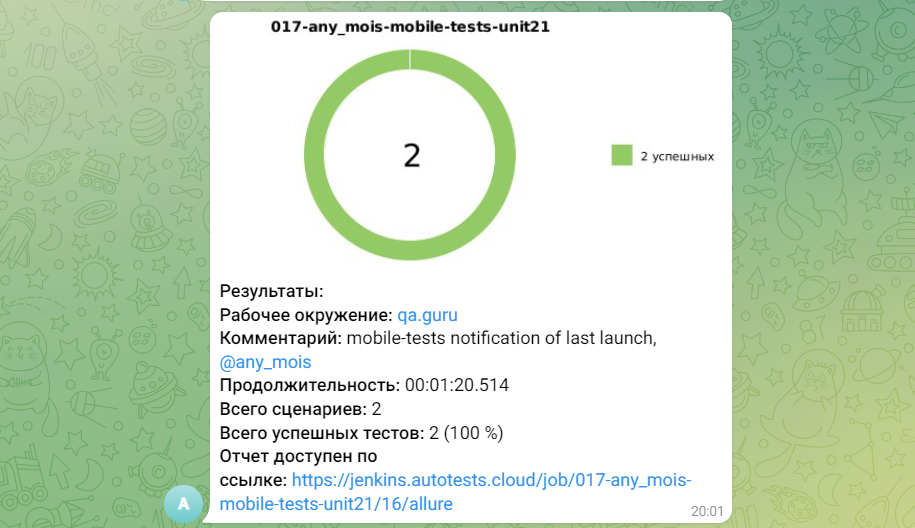 017-any_mois-mobile-tests-unit21
2
2 успешных
Результаты:
Рабочее окружение: qa.guru
Комментарий: mobile-tests notification of last launch,
@any_mois
Продолжительность: 00:01:20.514
Всего сценариев: 2
Всего успешных тестов: 2 (100 %)
Отчет доступен по
ссылке: https://jenkins.autotests.cloud/job/017-any_mois-
mobile-tests-unit21/16/allure
A
20:01